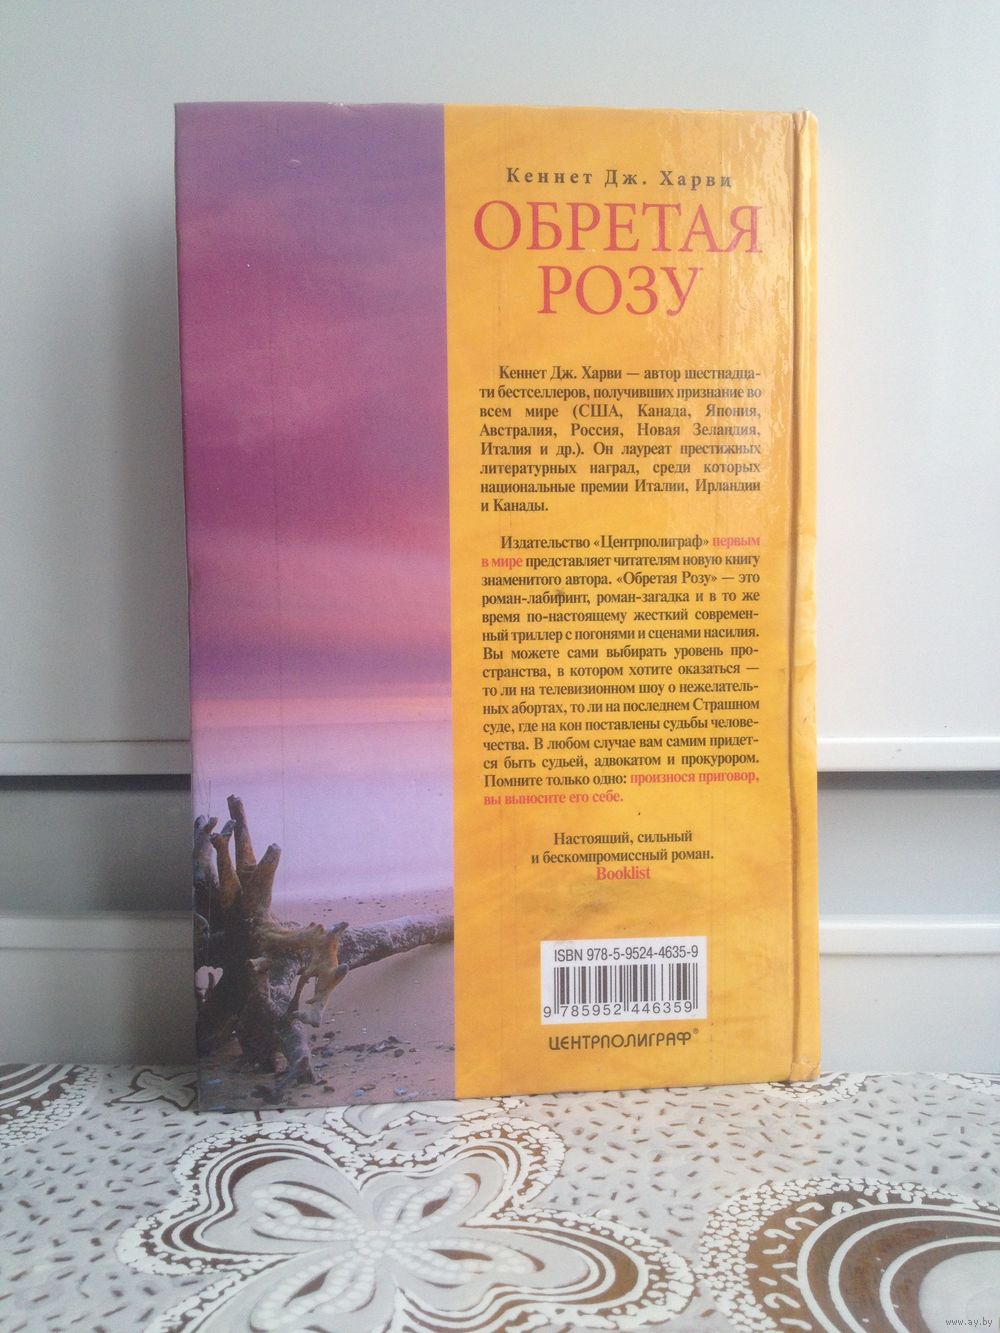 Кеннет Дж. Харви
ОБРЕТАЯ
РОЗУ
Кеннет Дж. Харви — автор шестнадца-
ти бестселлеров, получивших признание во
всем мире (США, Канада, Япония,
Австралия, Россия, Новая Зеландия,
Италия и др.). Он лауреат престижных
литературных наград, среди которых
национальные премии Италии, Ирландии
и Канады.
Издательство «Центрполиграф» первым
в мире представляет читателям новую книгу
знаменитого автора. «Обретая Розу» — это
роман-лабиринт, роман-загадка и в то же
время по-настоящему жесткий современ-
ный триллер с погонями и сценами насилия.
Вы можете сами выбирать уровень про-
странства, в котором хотите оказаться —
то ли на телевизионном шоу о нежелатель-
ных абортах, то ли на последнем Страшном
суде, где на кон поставлены судьбы челове-
чества. В любом случае вам самим придет-
ся быть судьей, адвокатом и прокурором.
Помните только одно: произнося приговор,
вы выносите его себе.
Настоящий, сильный
и бескомпромиссный роман.
Booklist
ISBN 978-5-9524-4635-9
9 785952 446359
ЦЕНТРПОЛИГРАФ®
www.ay.by